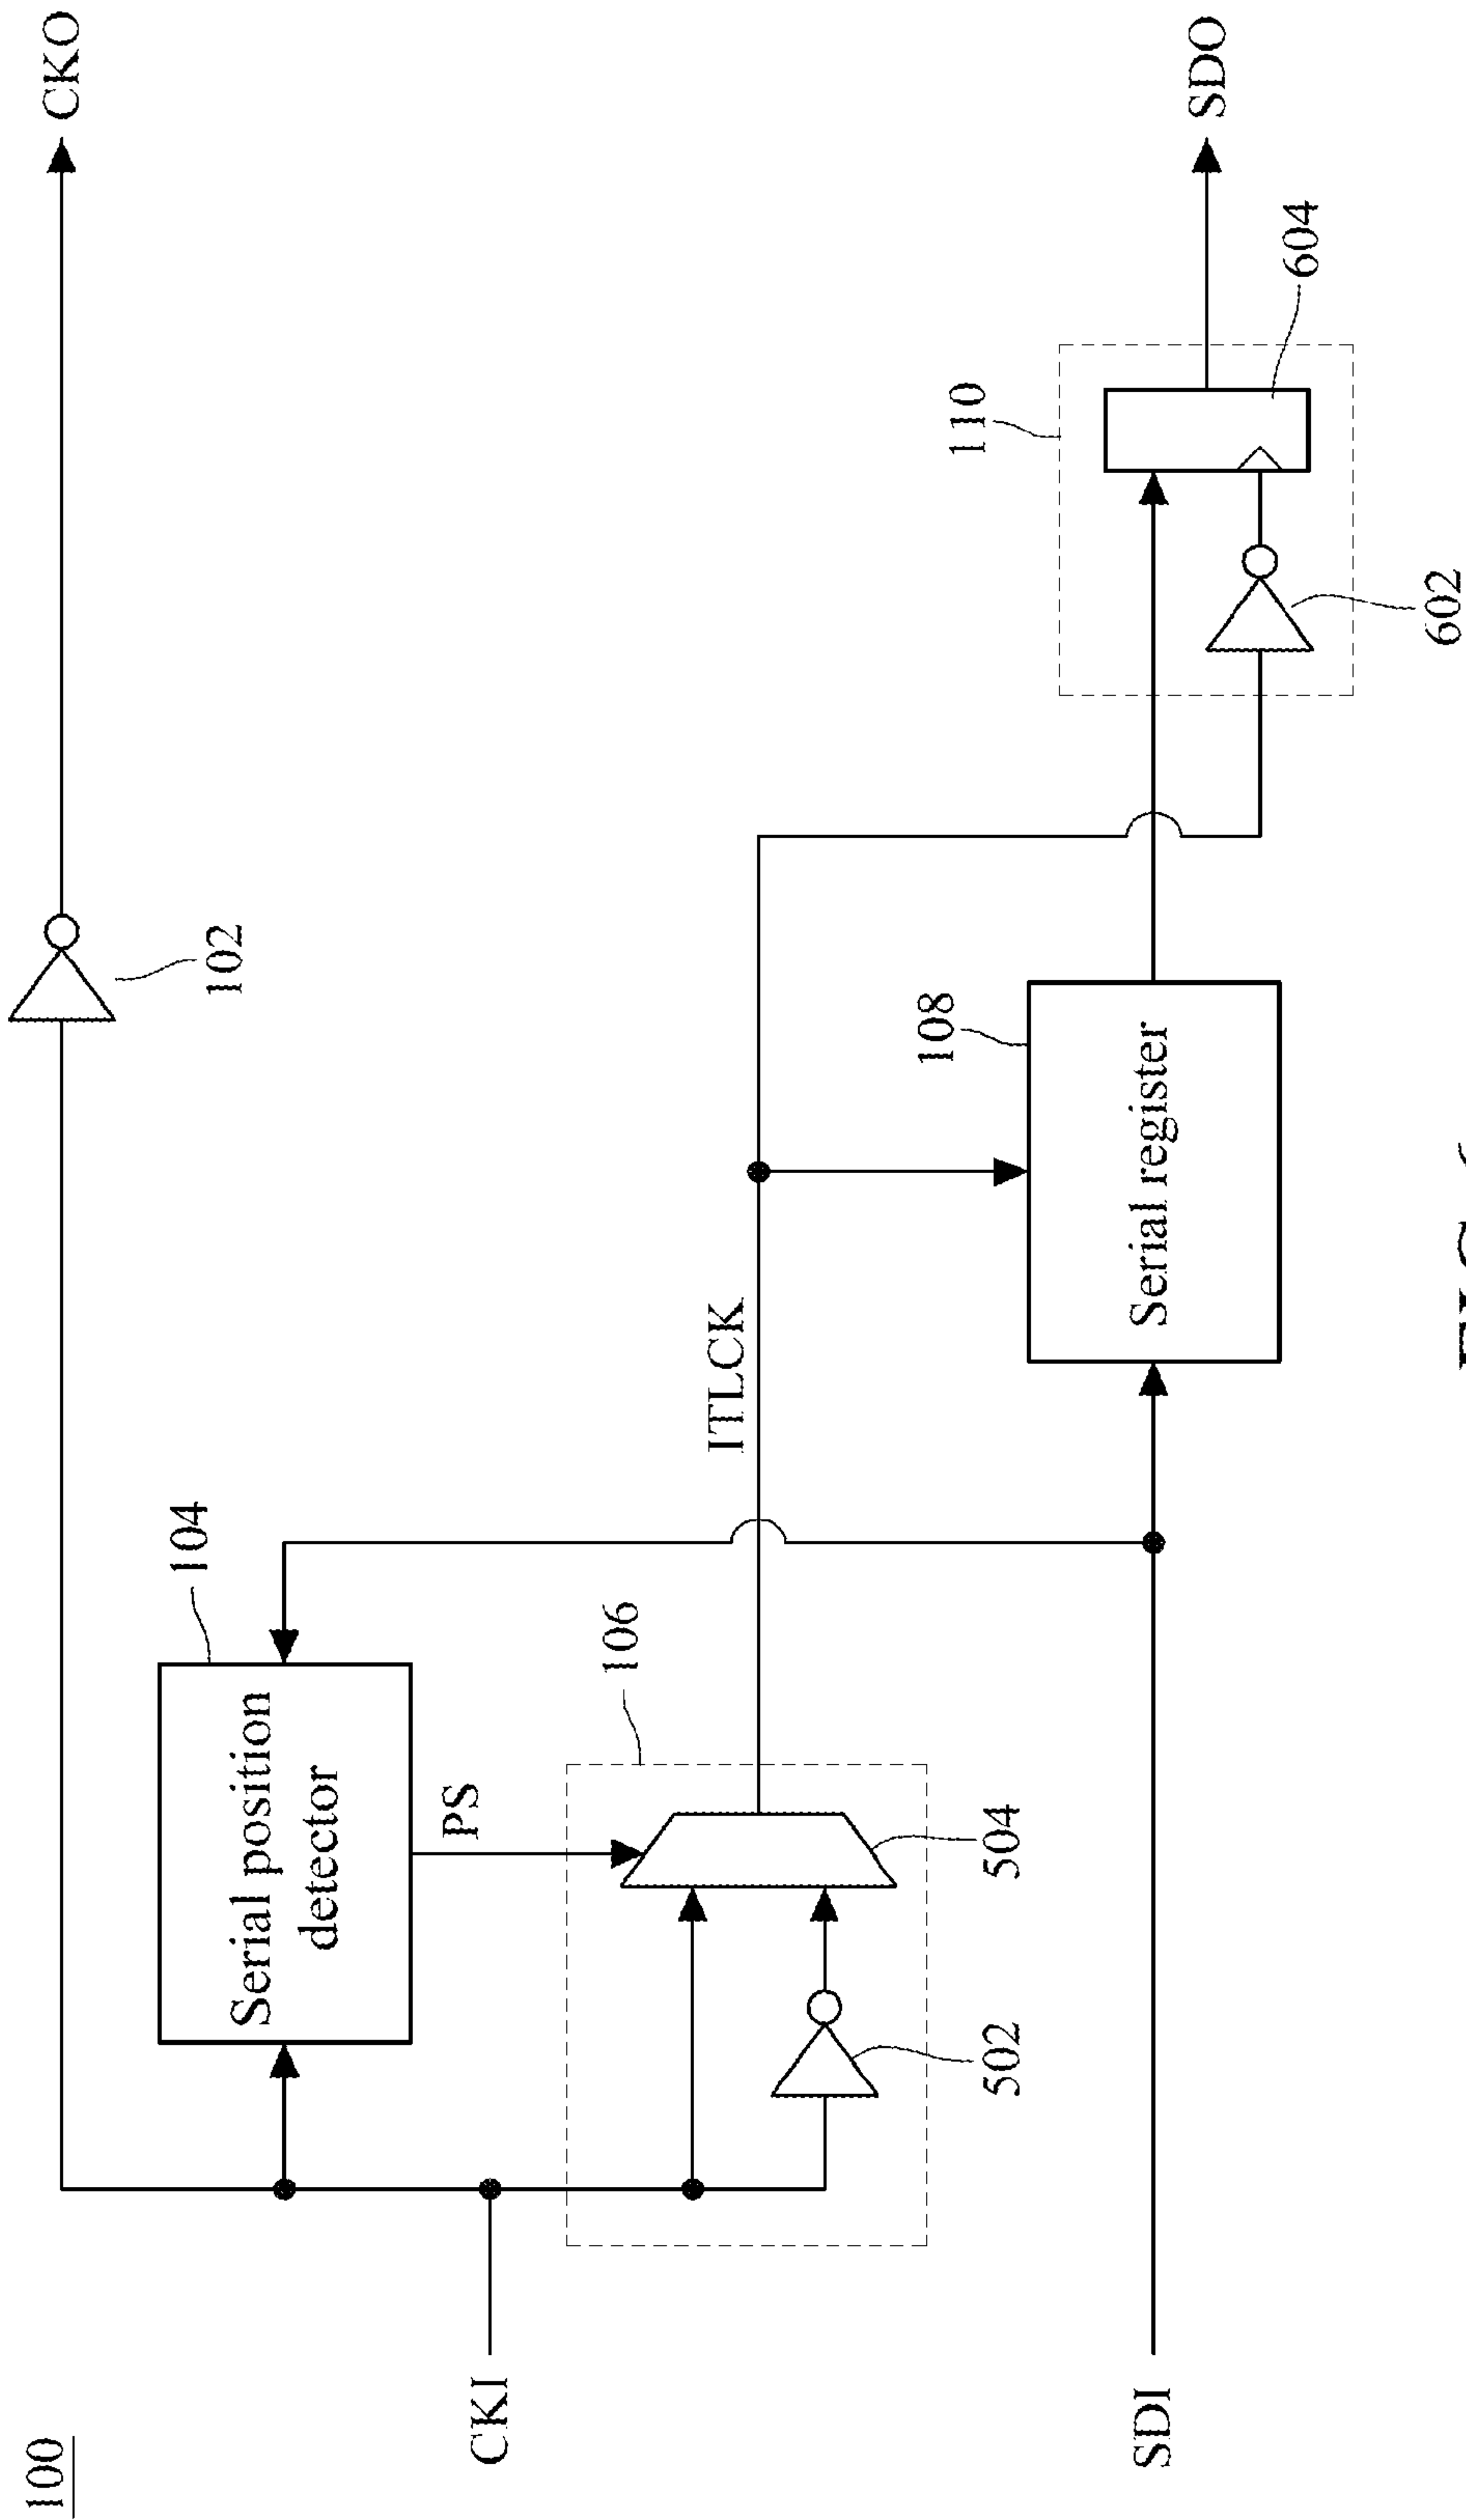 100
CKO
102
104
Serial position
detector
PS
CKI
106
504
502
ITLCK
108
Serial register
110
SDO
604
602
SDI